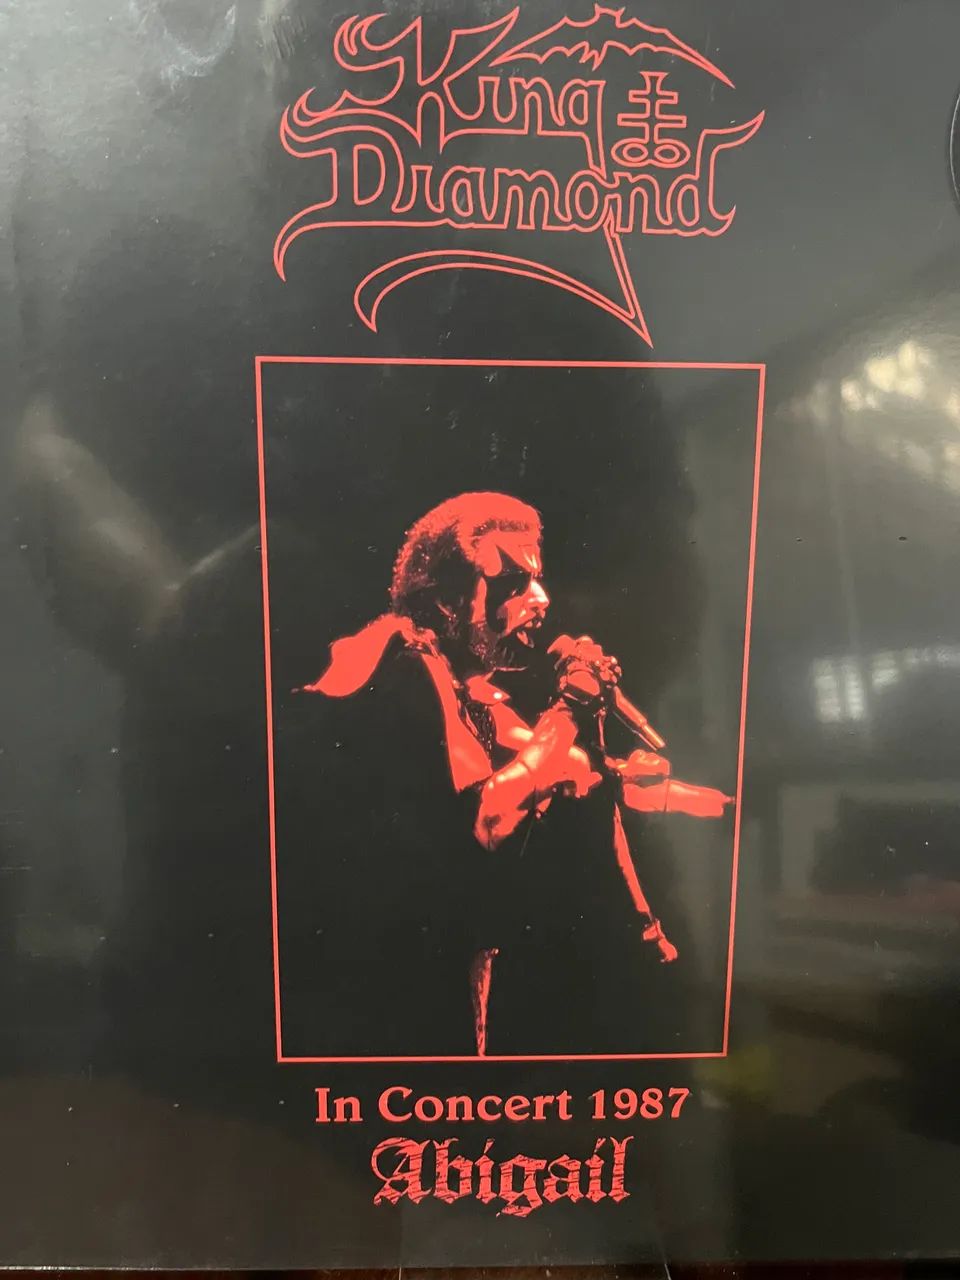 King
Diamond
In Concert 1987
Abigail